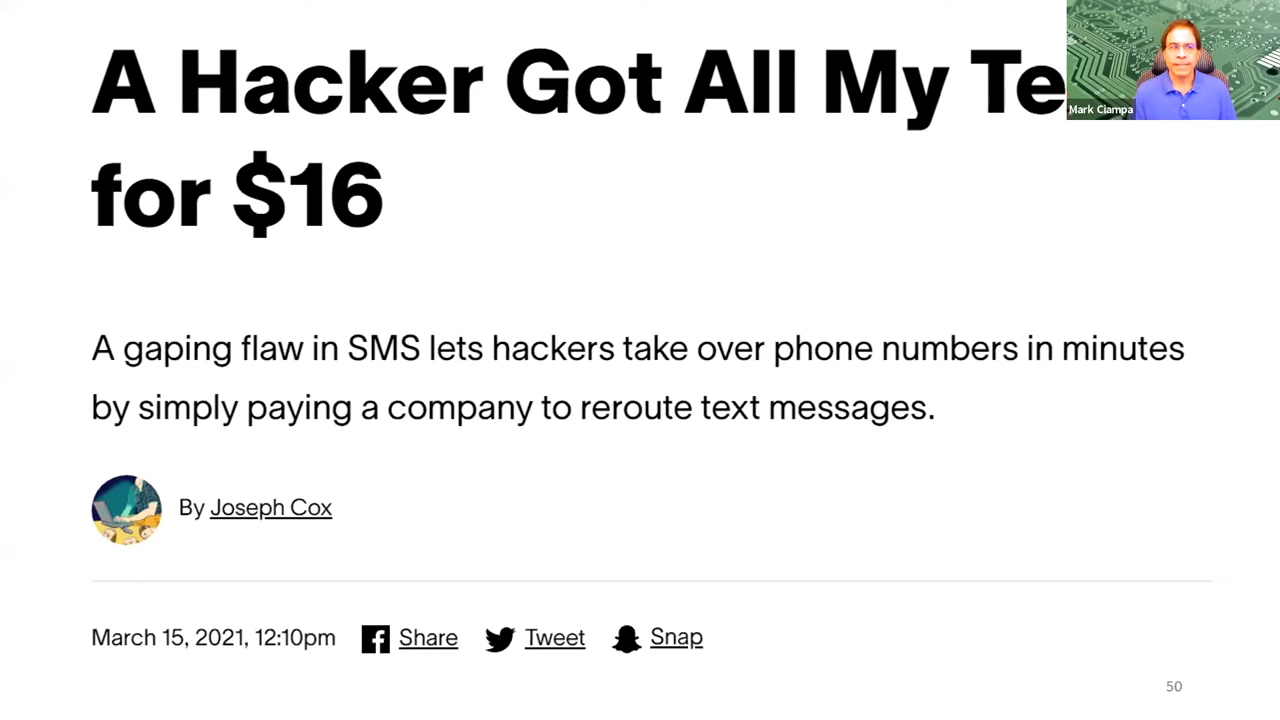 A Hacker Got All My Te
Mark Ciampa
for $16
A gaping flaw in SMS lets hackers take over phone numbers in minutes
by simply paying a company to reroute text messages.
By Joseph Cox
March 15, 2021, 12:10pm Share Tweet Snap
50